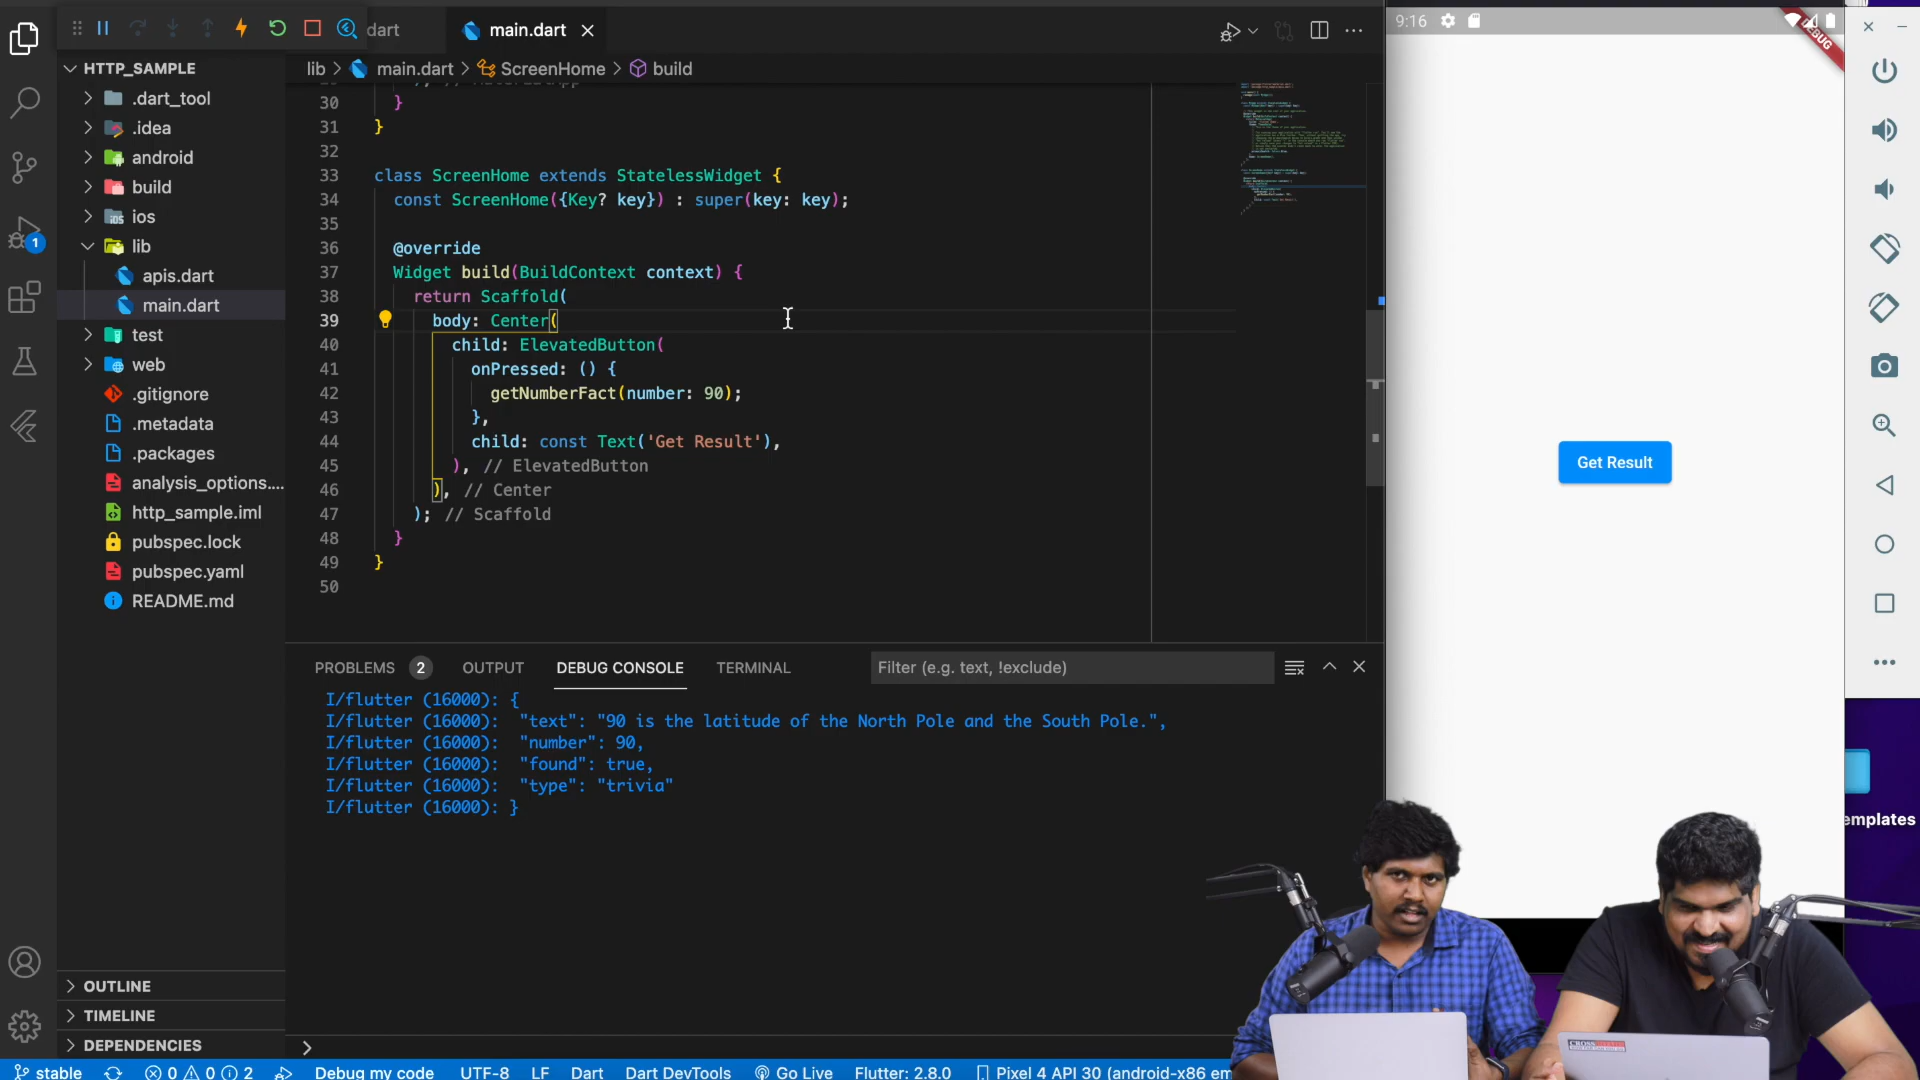 dart
main.dart
HTTP_SAMPLE
.dart_tool
.idea
android
build
ios
lib
apis.dart
main.dart
test
web
.gitignore
.metadata
.packages
analysis_options....
http_sample.iml
pubspec.lock
pubspec.yaml
README.md
OUTLINE
TIMELINE
DEPENDENCIES
1
lib > main.dart > ScreenHome > build
30 }
31 }
32
33 class ScreenHome extends StatelessWidget {
34 const ScreenHome({Key? key}) : super(key: key);
35
36 @override
37 Widget build(BuildContext context) {
38 return Scaffold(
39 body: Center(
40 child: ElevatedButton(
41 onPressed: () {
42 getNumberFact(number: 90);
43 },
44 child: const Text('Get Result'),
45 ), // ElevatedButton
46 ), // Center
47 ); // Scaffold
48 }
49 }
50
PROBLEMS 2 OUTPUT DEBUG CONSOLE TERMINAL Filter (e.g. text, !exclude)
I/flutter (16000): {
I/flutter (16000): "text": "90 is the latitude of the North Pole and the South Pole.",
I/flutter (16000): "number": 90,
I/flutter (16000): "found": true,
I/flutter (16000): "type": "trivia"
I/flutter (16000): }
>
stable 0 0 2 Debug my code UTF-8 LF Dart Dart DevTools Go Live Flutter: 2.8.0 Pixel 4 API 30 (android-x86 em
9:16
DEBUG
Get Result
emplates